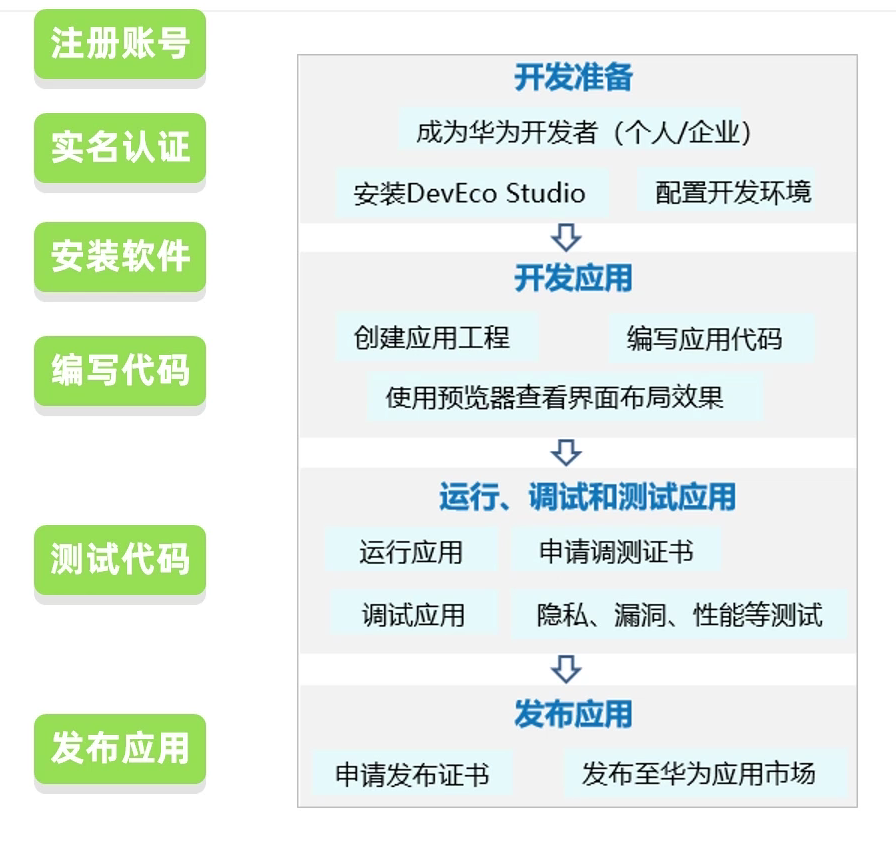 注册账号
实名认证
安装软件
编写代码
测试代码
发布应用
开发准备
成为华为开发者（个人/企业）
安装DevEco Studio
配置开发环境
开发应用
创建应用工程
编写应用代码
使用预览器查看界面布局效果
运行、调试和测试应用
运行应用
申请调测证书
调试应用
隐私、漏洞、性能等测试
发布应用
申请发布证书
发布至华为应用市场